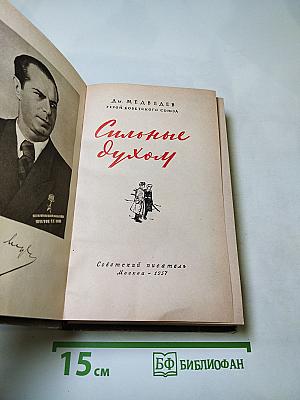 Дм. МЕДВЕДЕВ
ГЕРОЙ СОВЕТСКОГО СОЮЗА
Сильные
духом
Советский писатель
Москва – 1957
15 см
БФ БИБЛИОФАН